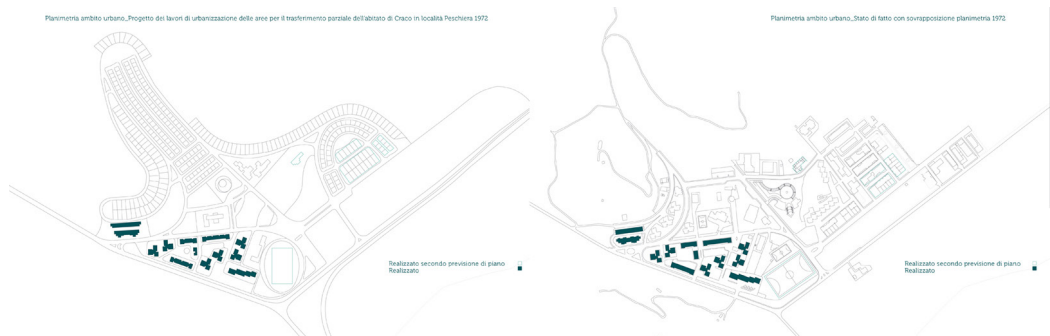 Planimetria ambito urbano_Progetto dei lavori di urbanizzazione delle aree per il trasferimento parziale dell'abitato di Craco in località Peschiera 1972
Planimetria ambito urbano_Stato di fatto con sovrapposizione planimetria 1972
Realizzato secondo previsione di piano
Realizzato
Realizzato secondo previsione di piano
Realizzato